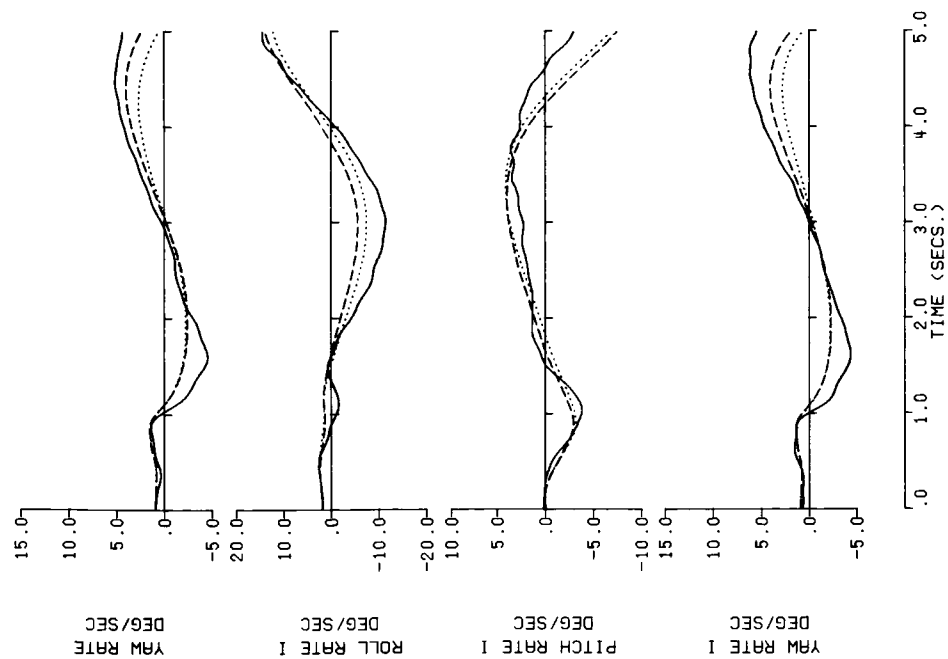 YAW RATE
DEG/SEC
15.0
10.0
5.0
.0
-5.0
ROLL RATE I
DEG/SEC
20.0
10.0
.0
-10.0
-20.0
PITCH RATE I
DEG/SEC
10.0
5.0
.0
-5.0
-10.0
YAW RATE I
DEG/SEC
15.0
10.0
5.0
.0
-5.0
.0 1.0 2.0 3.0 4.0 5.0
TIME (SECS.)